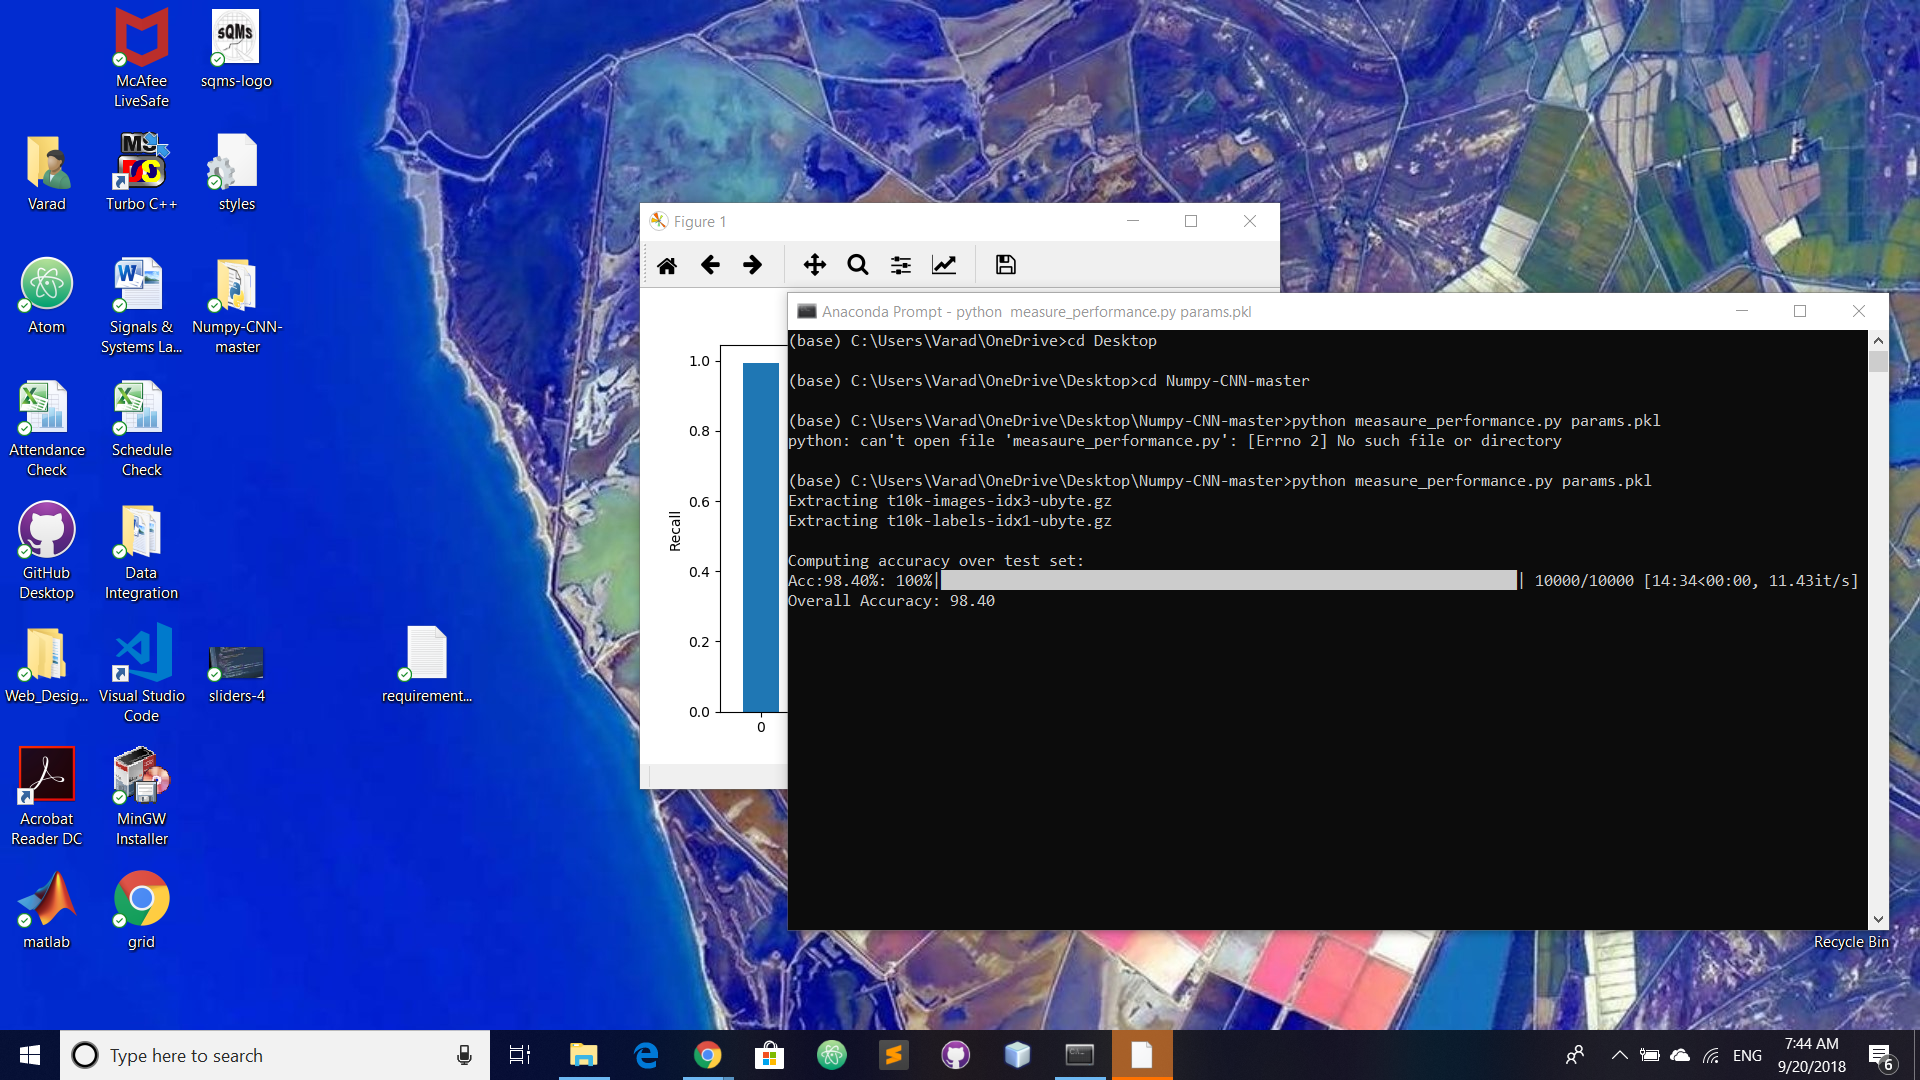 McAfee
LiveSafe
sQMs
sqms-logo
Varad
MS
Turbo C++
styles
Atom
Signals &
Systems La...
Numpy-CNN-
master
Attendance
Check
Schedule
Check
GitHub
Desktop
Data
Integration
Web_Desig...
Visual Studio
Code
sliders-4
requirement...
Acrobat
Reader DC
MinGW
Installer
matlab
grid
Figure 1
1.0
0.8
0.6
0.4
0.2
0.0
Recall
0
Anaconda Prompt - python  measure_performance.py params.pkl
(base) C:\Users\Varad\OneDrive>cd Desktop
(base) C:\Users\Varad\OneDrive\Desktop>cd Numpy-CNN-master
(base) C:\Users\Varad\OneDrive\Desktop\Numpy-CNN-master>python measaure_performance.py params.pkl
python: can't open file 'measaure_performance.py': [Errno 2] No such file or directory
(base) C:\Users\Varad\OneDrive\Desktop\Numpy-CNN-master>python measure_performance.py params.pkl
Extracting t10k-images-idx3-ubyte.gz
Extracting t10k-labels-idx1-ubyte.gz
Computing accuracy over test set:
Acc:98.40%: 100%|                | 10000/10000 [14:34<00:00, 11.43it/s]
Overall Accuracy: 98.40
Recycle Bin
Type here to search
ENG
7:44 AM
9/20/2018
6